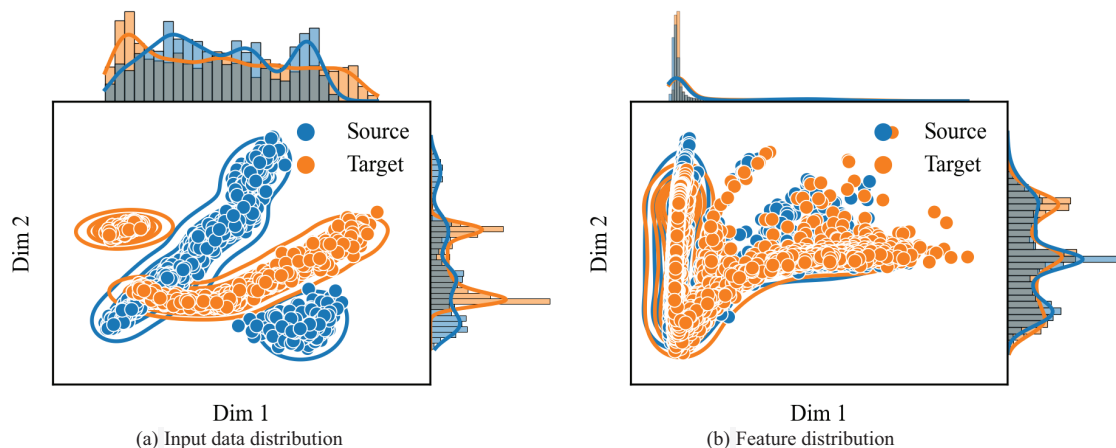 Source
Target
Dim 2
Dim 1
(a) Input data distribution
Source
Target
Dim 2
Dim 1
(b) Feature distribution